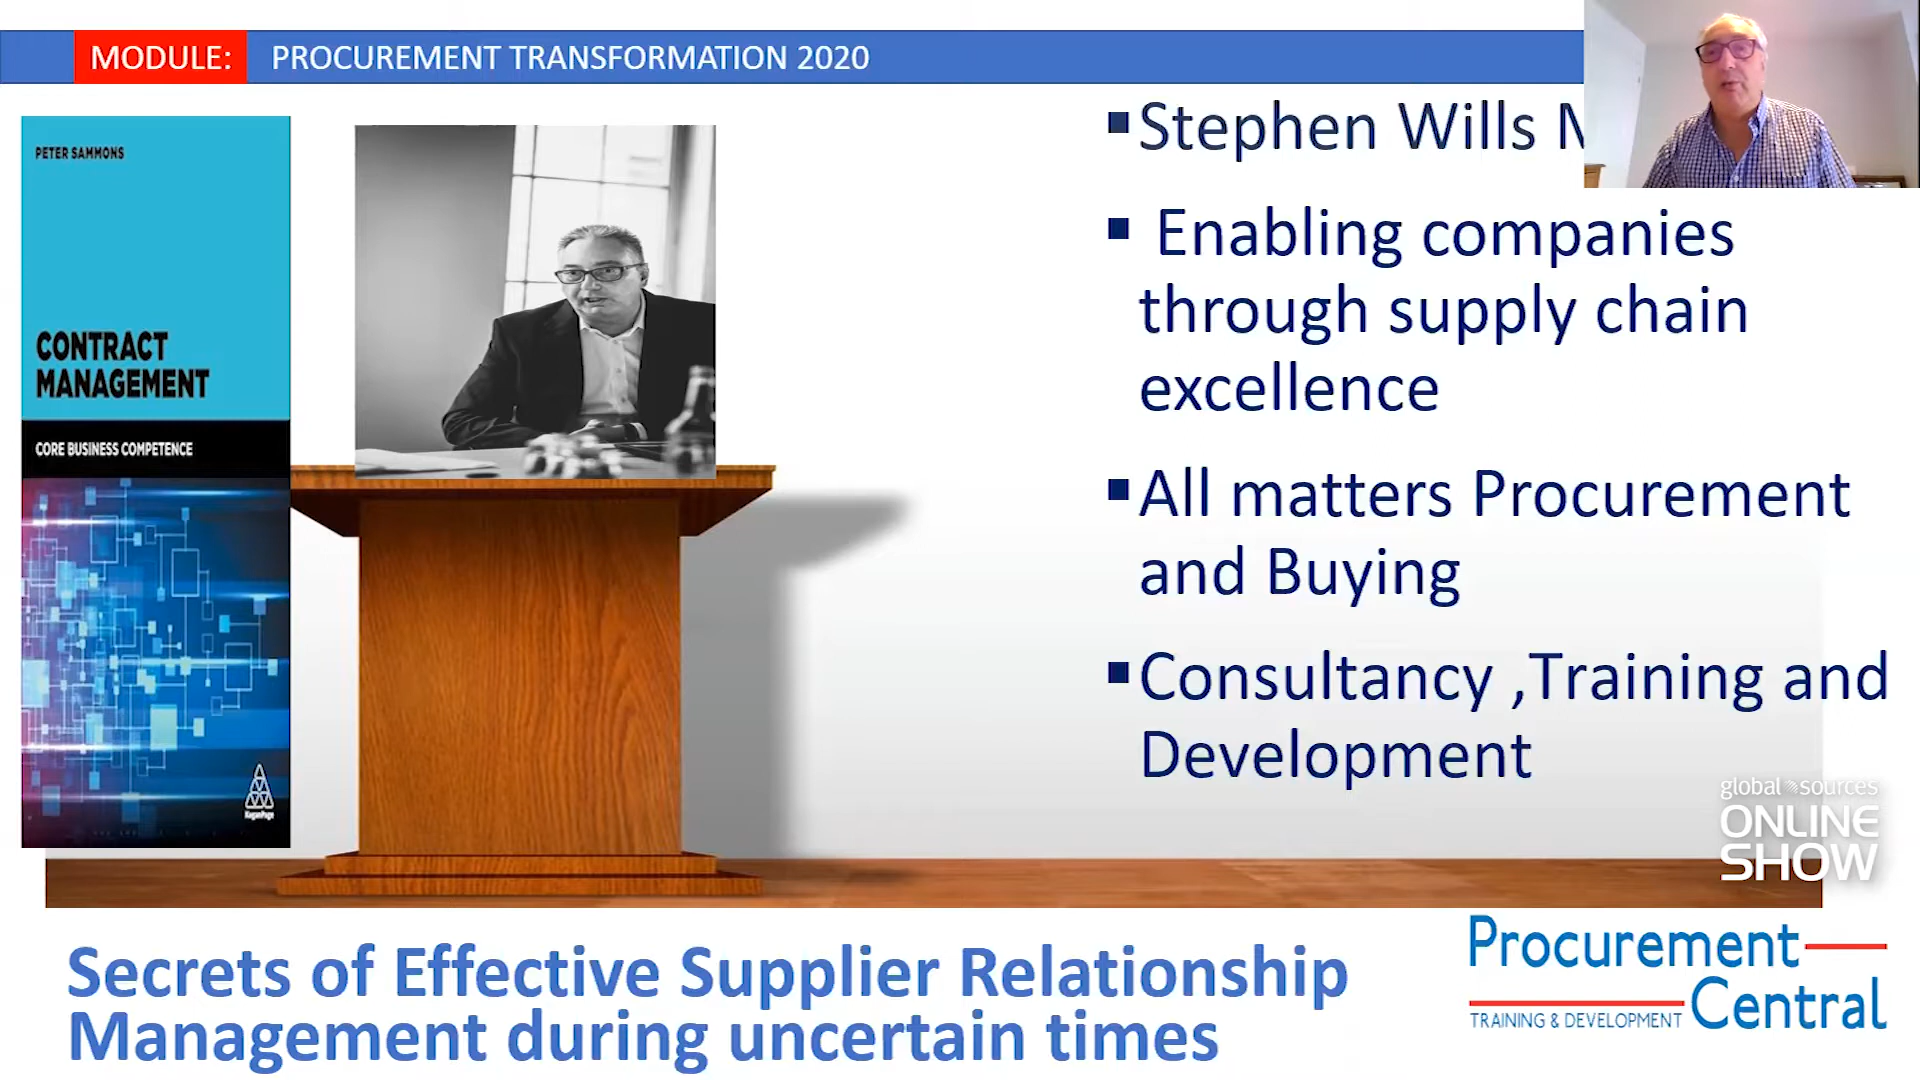 MODULE: PROCUREMENT TRANSFORMATION 2020
PETER SAMMONS
CONTRACT
MANAGEMENT
CORE BUSINESS COMPETENCE
KoganPage
▪Stephen Wills
▪ Enabling companies
through supply chain
excellence
▪All matters Procurement
and Buying
▪Consultancy ,Training and
Development
global sources
ONLINE
SHOW
Secrets of Effective Supplier Relationship
Management during uncertain times
Procurement
Central
TRAINING & DEVELOPMENT